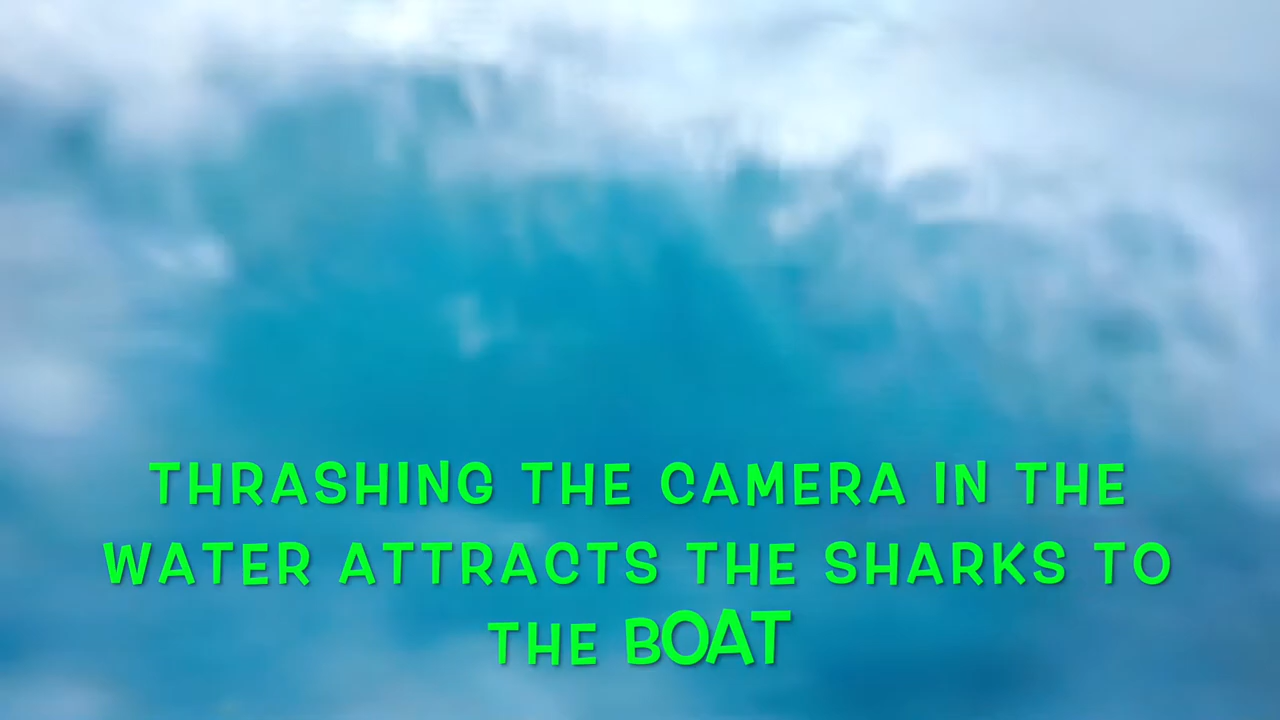 THRASHING THE CAMERA IN THE
WATER ATTRACTS THE SHARKS TO
THE BOAT